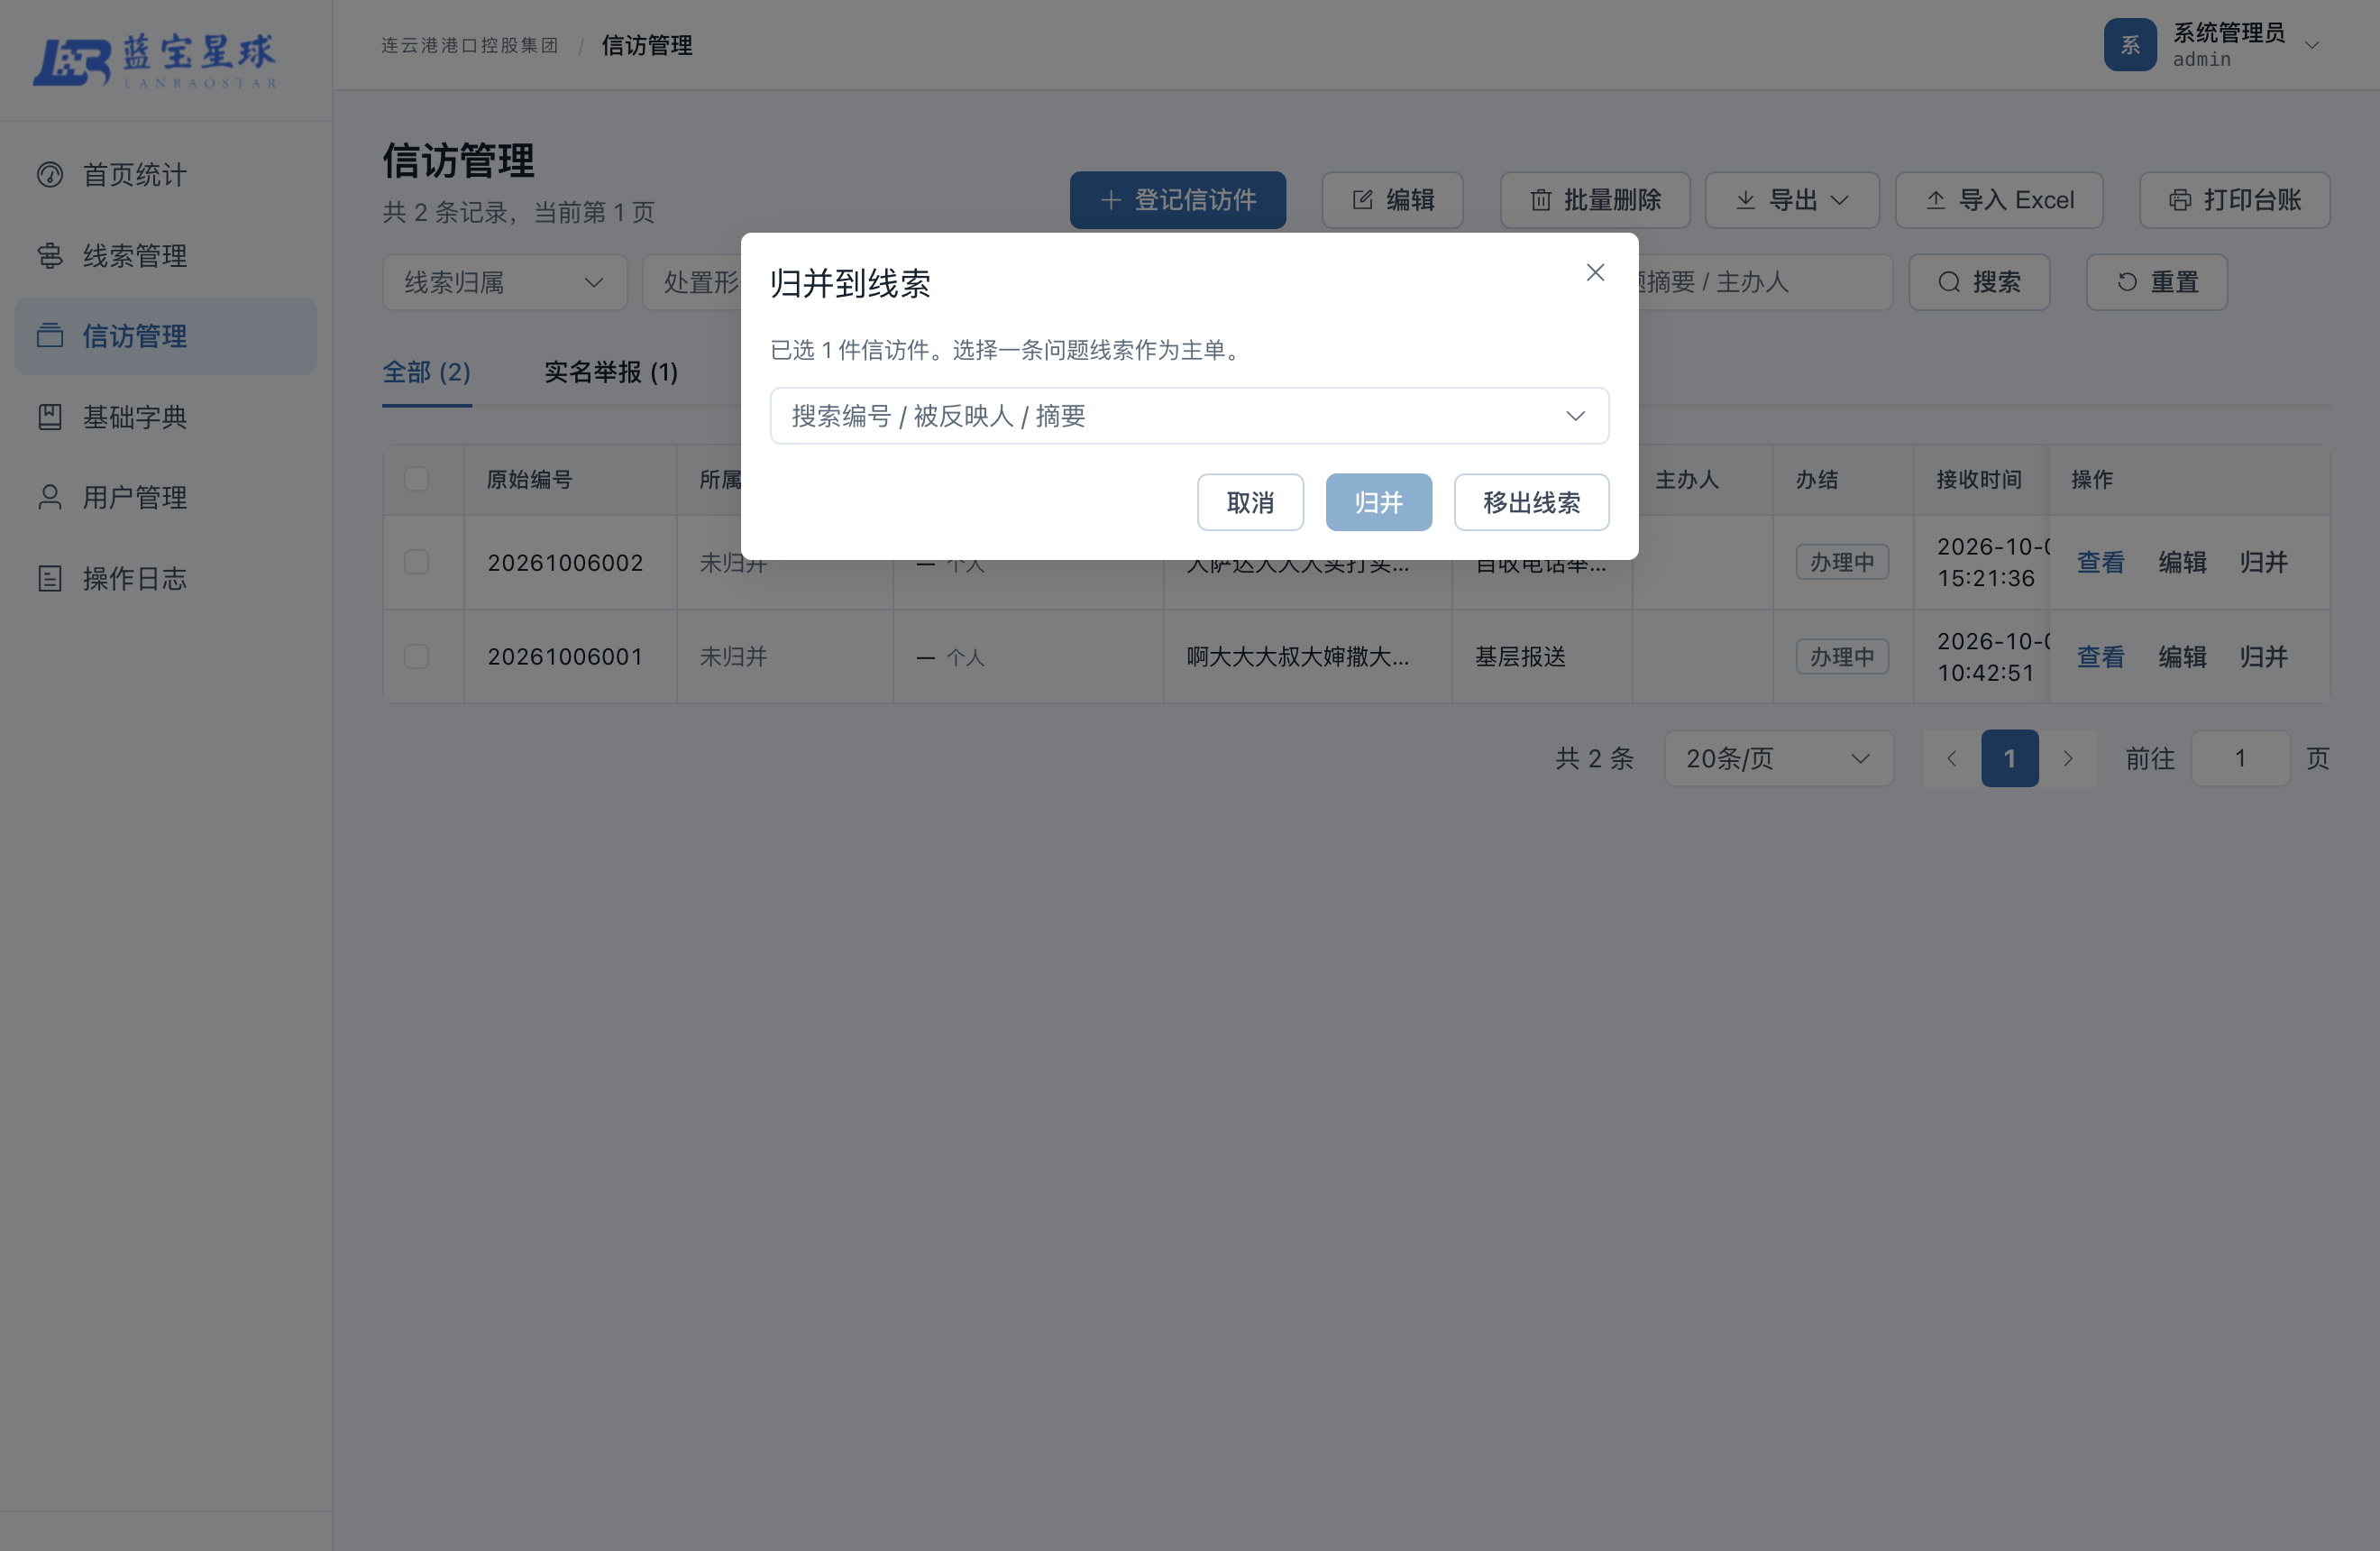 蓝宝星球
LANBAOSTAR
连云港港口控股集团 / 信访管理
系 系统管理员
admin
首页统计
线索管理
信访管理
基础字典
用户管理
操作日志
信访管理
共 2 条记录，当前第 1 页
登记信访件 编辑 批量删除 导出 导入 Excel 打印台账
线索归属 处置形 摘要 / 主办人 搜索 重置
全部 (2) 实名举报 (1)
归并到线索
已选 1 件信访件。选择一条问题线索作为主单。
搜索编号 / 被反映人 / 摘要
取消 归并 移出线索
原始编号 所属 主办人 办结 接收时间 操作
20261006002 未归并 — 个人 办理中 2026-10-0 15:21:36 查看 编辑 归并
20261006001 未归并 — 个人 啊大大大叔大婶撒大... 基层报送 办理中 2026-10-0 10:42:51 查看 编辑 归并
共 2 条 20条/页 1 前往 1 页